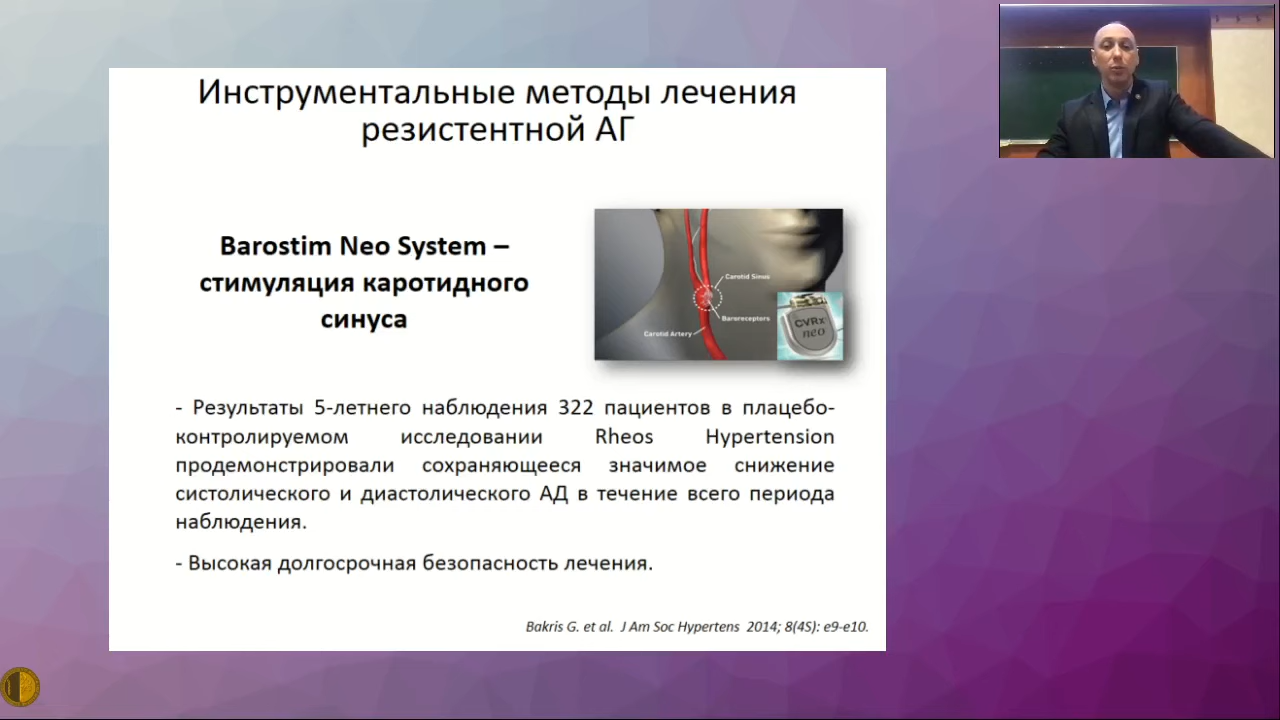 Инструментальные методы лечения
резистентной АГ
Barostim Neo System –
стимуляция каротидного
синуса
Carotid Sinus
Baroreceptors
Carotid Artery
CVRx
neo
- Результаты 5-летнего наблюдения 322 пациентов в плацебо-
контролируемом исследовании Rheos Hypertension
продемонстрировали сохраняющееся значимое снижение
систолического и диастолического АД в течение всего периода
наблюдения.
- Высокая долгосрочная безопасность лечения.
Bakris G. et al. J Am Soc Hypertens 2014; 8(4S): e9-e10.